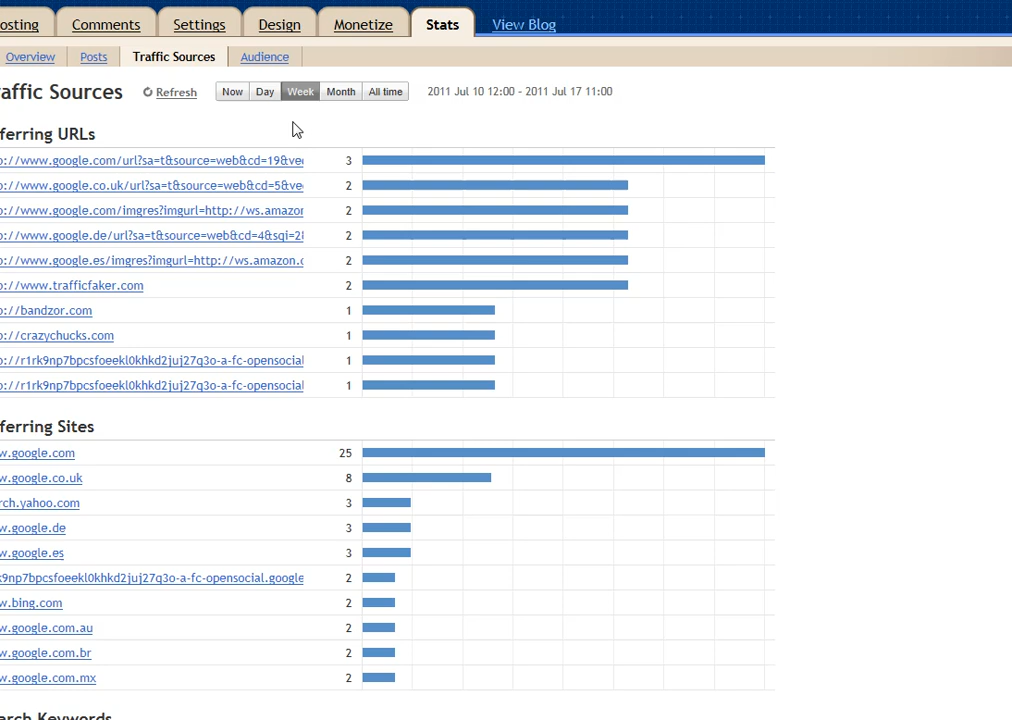 osting Comments Settings Design Monetize Stats View Blog
Overview Posts Traffic Sources Audience
affic Sources Refresh Now Day Week Month All time 2011 Jul 10 12:00 - 2011 Jul 17 11:00
ferring URLs
p://www.google.com/url?sa=t&source=web&cd=19&ve 3
p://www.google.co.uk/url?sa=t&source=web&cd=5&ve 2
p://www.google.com/imgres?imgurl=http://ws.amazon 2
p://www.google.de/url?sa=t&source=web&cd=4&sqi=2 2
p://www.google.es/imgres?imgurl=http://ws.amazon.c 2
p://www.trafficfaker.com 2
p://bandzor.com 1
p://crazychucks.com 1
p://r1rk9np7bpcsfoeekl0khkd2juj27q3o-a-fc-opensocial 1
p://r1rk9np7bpcsfoeekl0khkd2juj27q3o-a-fc-opensocial 1
ferring Sites
w.google.com 25
w.google.co.uk 8
rch.yahoo.com 3
w.google.de 3
w.google.es 3
k9np7bpcsfoeekl0khkd2juj27q3o-a-fc-opensocial.google 2
w.bing.com 2
w.google.com.au 2
w.google.com.br 2
w.google.com.mx 2
arch Keywords